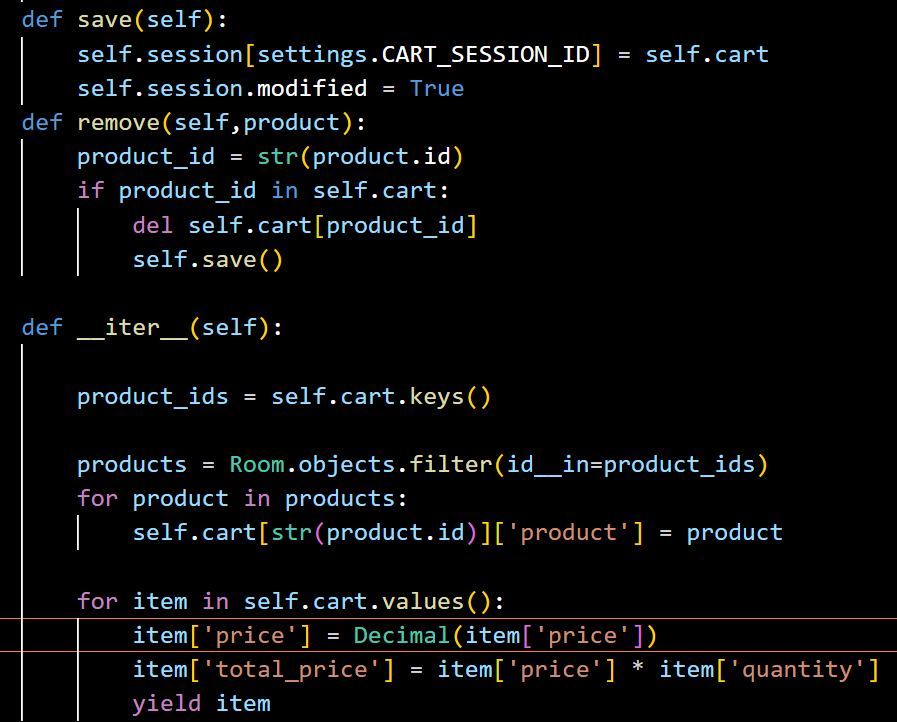 def save(self):
    self.session[settings.CART_SESSION_ID] = self.cart
    self.session.modified = True
def remove(self,product):
    product_id = str(product.id)
    if product_id in self.cart:
        del self.cart[product_id]
        self.save()
def __iter__(self):
    product_ids = self.cart.keys()
    products = Room.objects.filter(id__in=product_ids)
    for product in products:
        self.cart[str(product.id)]['product'] = product
    for item in self.cart.values():
        item['price'] = Decimal(item['price'])
        item['total_price'] = item['price'] * item['quantity']
        yield item